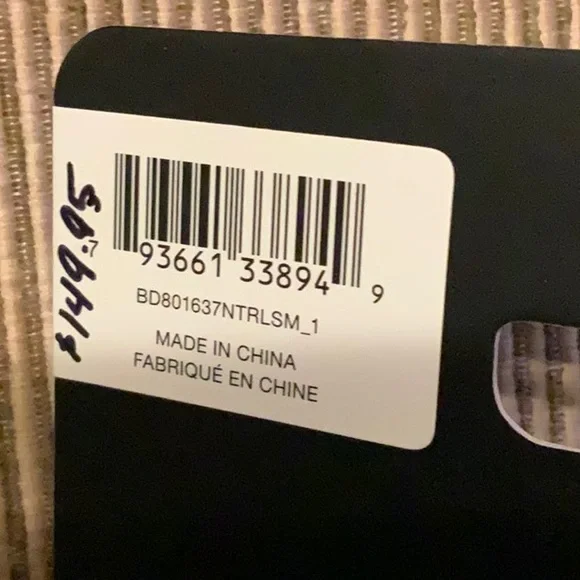 $149.95
7 93661 33894 9
BD801637NTRLSM_1
MADE IN CHINA
FABRIQUÉ EN CHINE